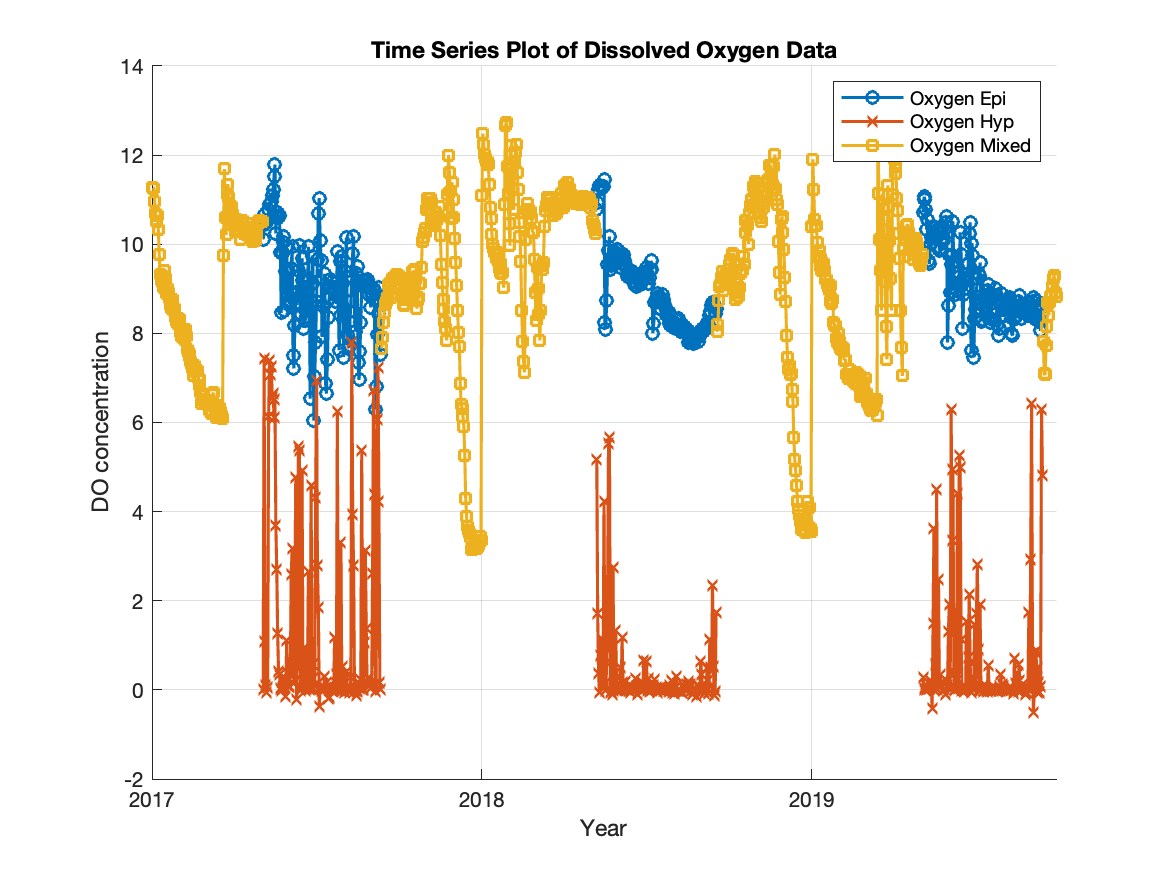 Time Series Plot of Dissolved Oxygen Data
14
12
10
8
6
4
2
0
-2
DO concentration
Oxygen Epi
Oxygen Hyp
Oxygen Mixed
2017
2018
2019
Year